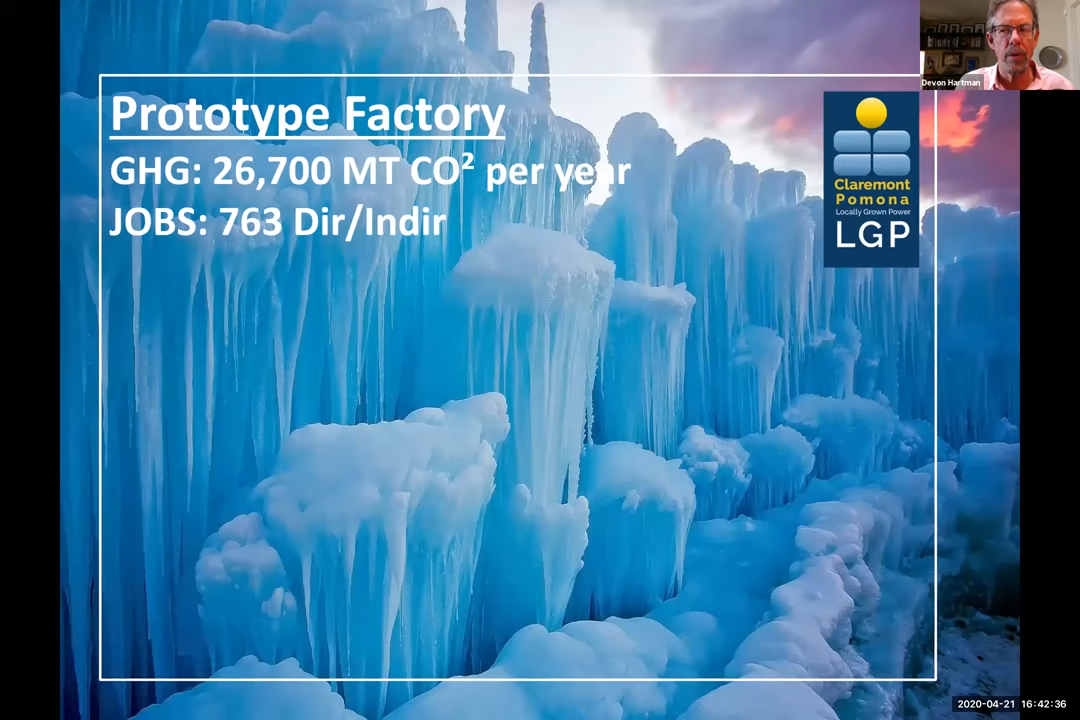 Prototype Factory
GHG: 26,700 MT CO² per year
JOBS: 763 Dir/Indir
Claremont
Pomona
Locally Grown Power
LGP
Devon Hartman
2020-04-21 16:42:36